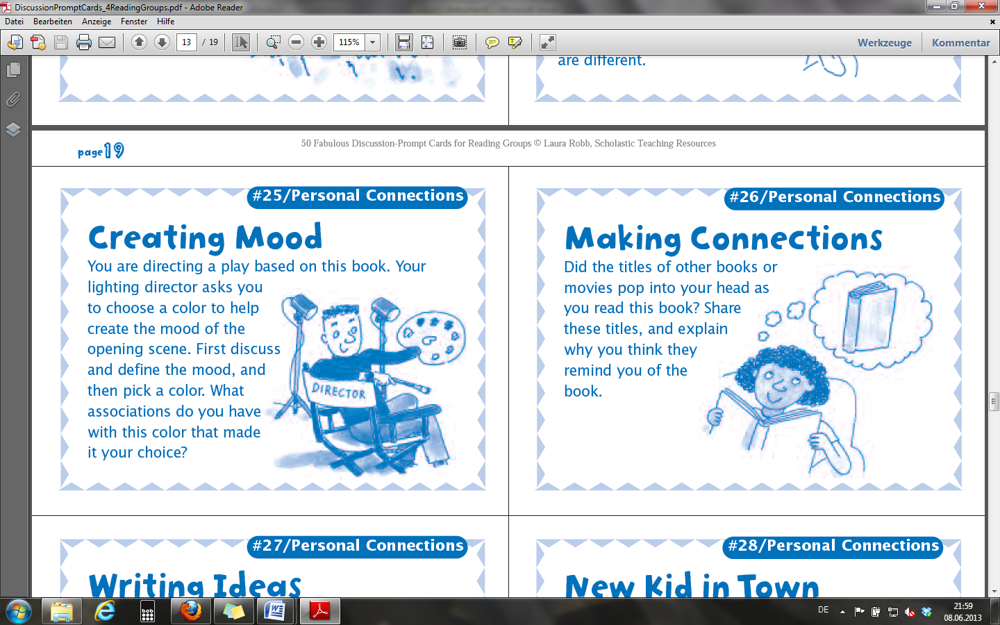 DiscussionPromptCards_4ReadingGroups.pdf - Adobe Reader
Datei Bearbeiten Anzeige Fenster Hilfe
13 / 19 115% Werkzeuge Kommentar
are different.
page 19
50 Fabulous Discussion-Prompt Cards for Reading Groups © Laura Robb, Scholastic Teaching Resources
#25/Personal Connections
Creating Mood
You are directing a play based on this book. Your
lighting director asks you
to choose a color to help
create the mood of the
opening scene. First discuss
and define the mood, and
then pick a color. What
associations do you have
with this color that made
it your choice?
DIRECTOR
#26/Personal Connections
Making Connections
Did the titles of other books or
movies pop into your head as
you read this book? Share
these titles, and explain
why you think they
remind you of the
book.
#27/Personal Connections
Writing Ideas
#28/Personal Connections
New Kid in Town
bob
DE
21:59
08.06.2013